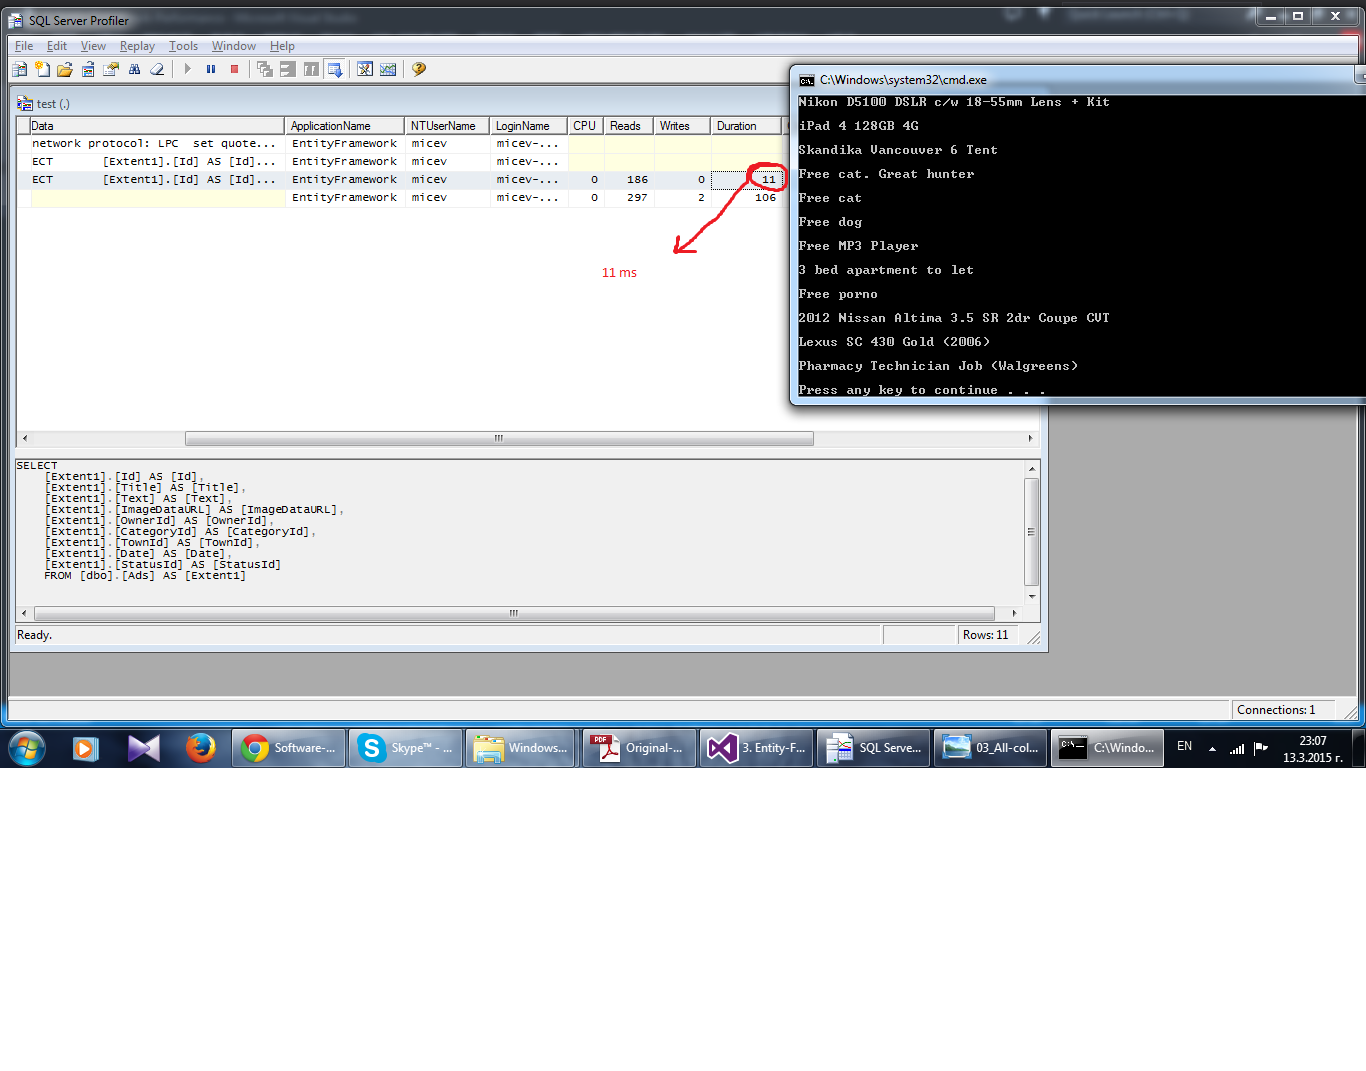 SQL Server Profiler
File Edit View Replay Tools Window Help
test (.)
Data ApplicationName NTUserName LoginName CPU Reads Writes Duration
network protocol: LPC  set quote... EntityFramework micev micev-...
ECT [Extent1].[Id] AS [Id]... EntityFramework micev micev-...
ECT [Extent1].[Id] AS [Id]... EntityFramework micev micev-... 0 186 0 11
EntityFramework micev micev-... 0 297 2 106
11 ms
C:\Windows\system32\cmd.exe
Nikon D5100 DSLR c/w 18-55mm Lens + Kit
iPad 4 128GB 4G
Skandika Vancouver 6 Tent
Free cat. Great hunter
Free cat
Free dog
Free MP3 Player
3 bed apartment to let
Free porno
2012 Nissan Altima 3.5 SR 2dr Coupe CVT
Lexus SC 430 Gold (2006)
Pharmacy Technician Job (Walgreens)
Press any key to continue . . .
SELECT
[Extent1].[Id] AS [Id],
[Extent1].[Title] AS [Title],
[Extent1].[Text] AS [Text],
[Extent1].[ImageDataURL] AS [ImageDataURL],
[Extent1].[OwnerId] AS [OwnerId],
[Extent1].[CategoryId] AS [CategoryId],
[Extent1].[TownId] AS [TownId],
[Extent1].[Date] AS [Date],
[Extent1].[StatusId] AS [StatusId]
FROM [dbo].[Ads] AS [Extent1]
Ready. Rows: 11
Connections: 1
Software-... Skype™ - ... Windows... Original-... 3. Entity-F... SQL Serve... 03_All-col... C:\Windo... EN 23:07
13.3.2015 г.